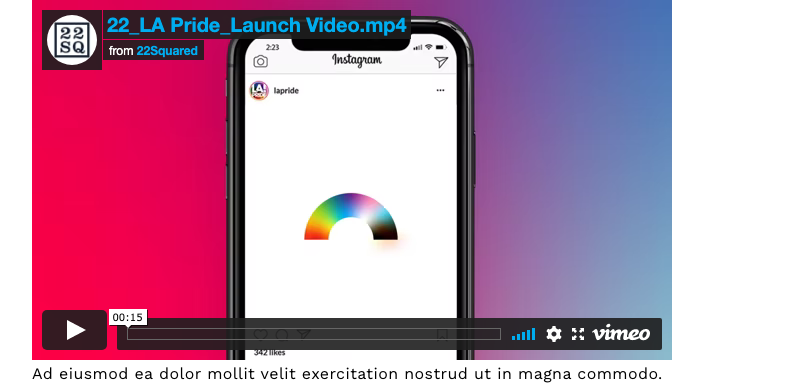 22
SQ
22_LA Pride_Launch Video.mp4
from 22Squared
2:23
Instagram
LA
lapride
00:15
vimeo
342 likes
Ad eiusmod ea dolor mollit velit exercitation nostrud ut in magna commodo.